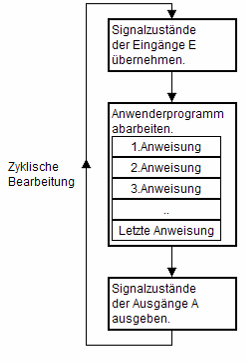 Signalzustände
der Eingänge E
übernehmen.
Anwenderprogramm
abarbeiten.
1.Anweisung
2.Anweisung
3.Anweisung
..
Letzte Anweisung
Zyklische
Bearbeitung
Signalzustände
der Ausgänge A
ausgeben.